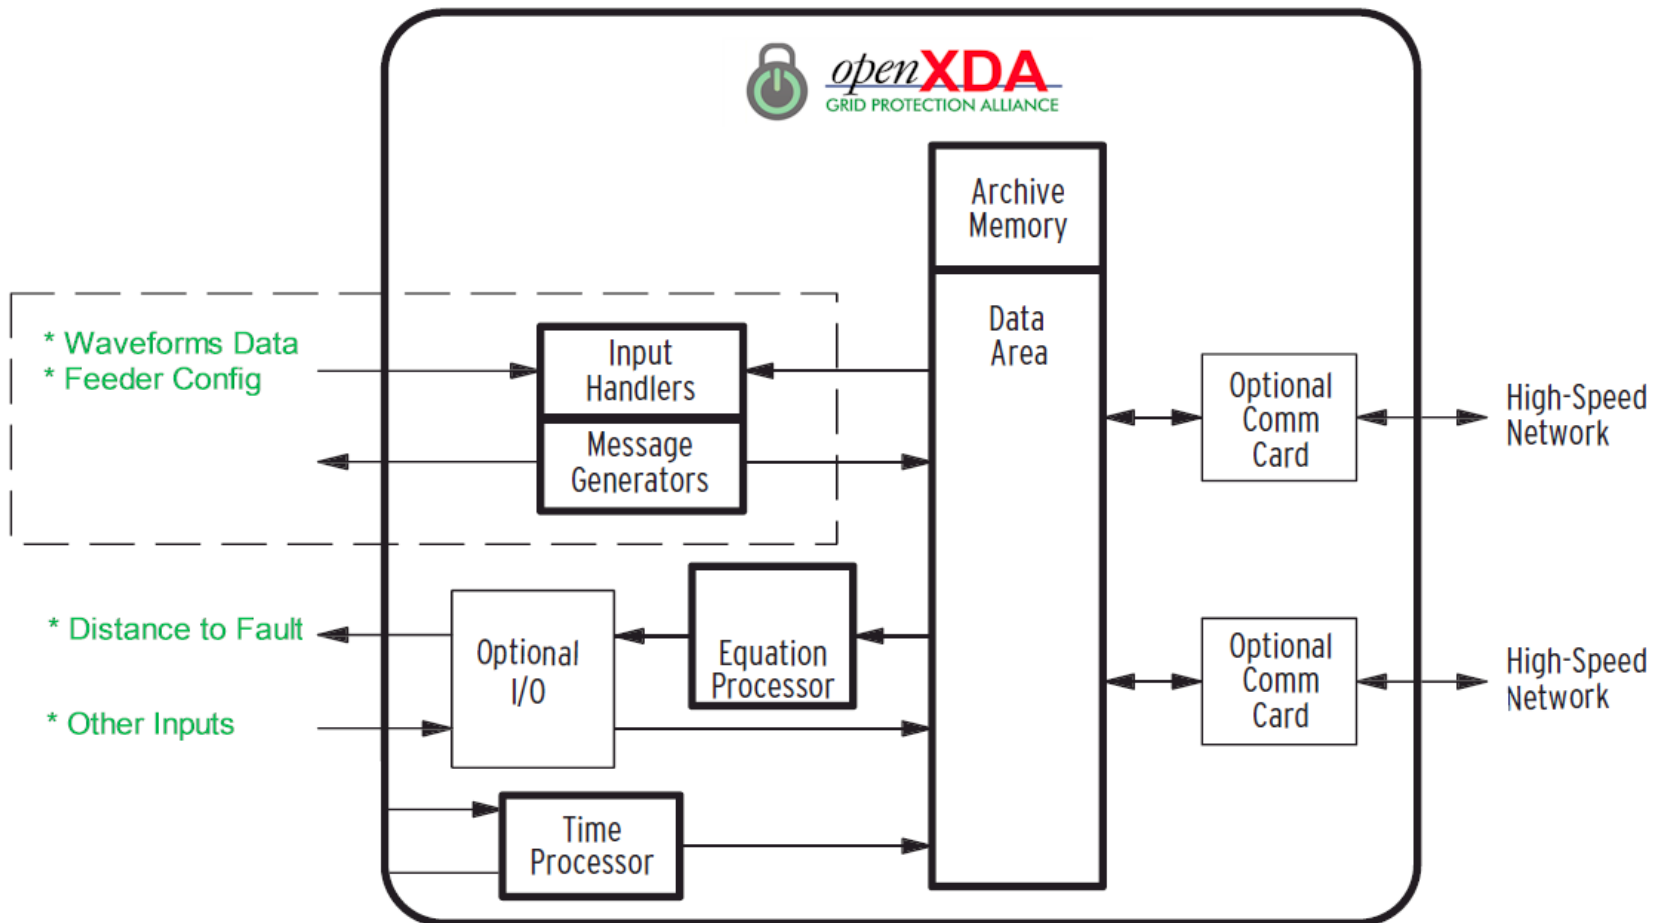 openXDA
GRID PROTECTION ALLIANCE
Archive
Memory
Data
Area
* Waveforms Data
* Feeder Config
Input
Handlers
Message
Generators
Optional
Comm
Card
High-Speed
Network
* Distance to Fault
* Other Inputs
Optional
I/O
Equation
Processor
Optional
Comm
Card
High-Speed
Network
Time
Processor